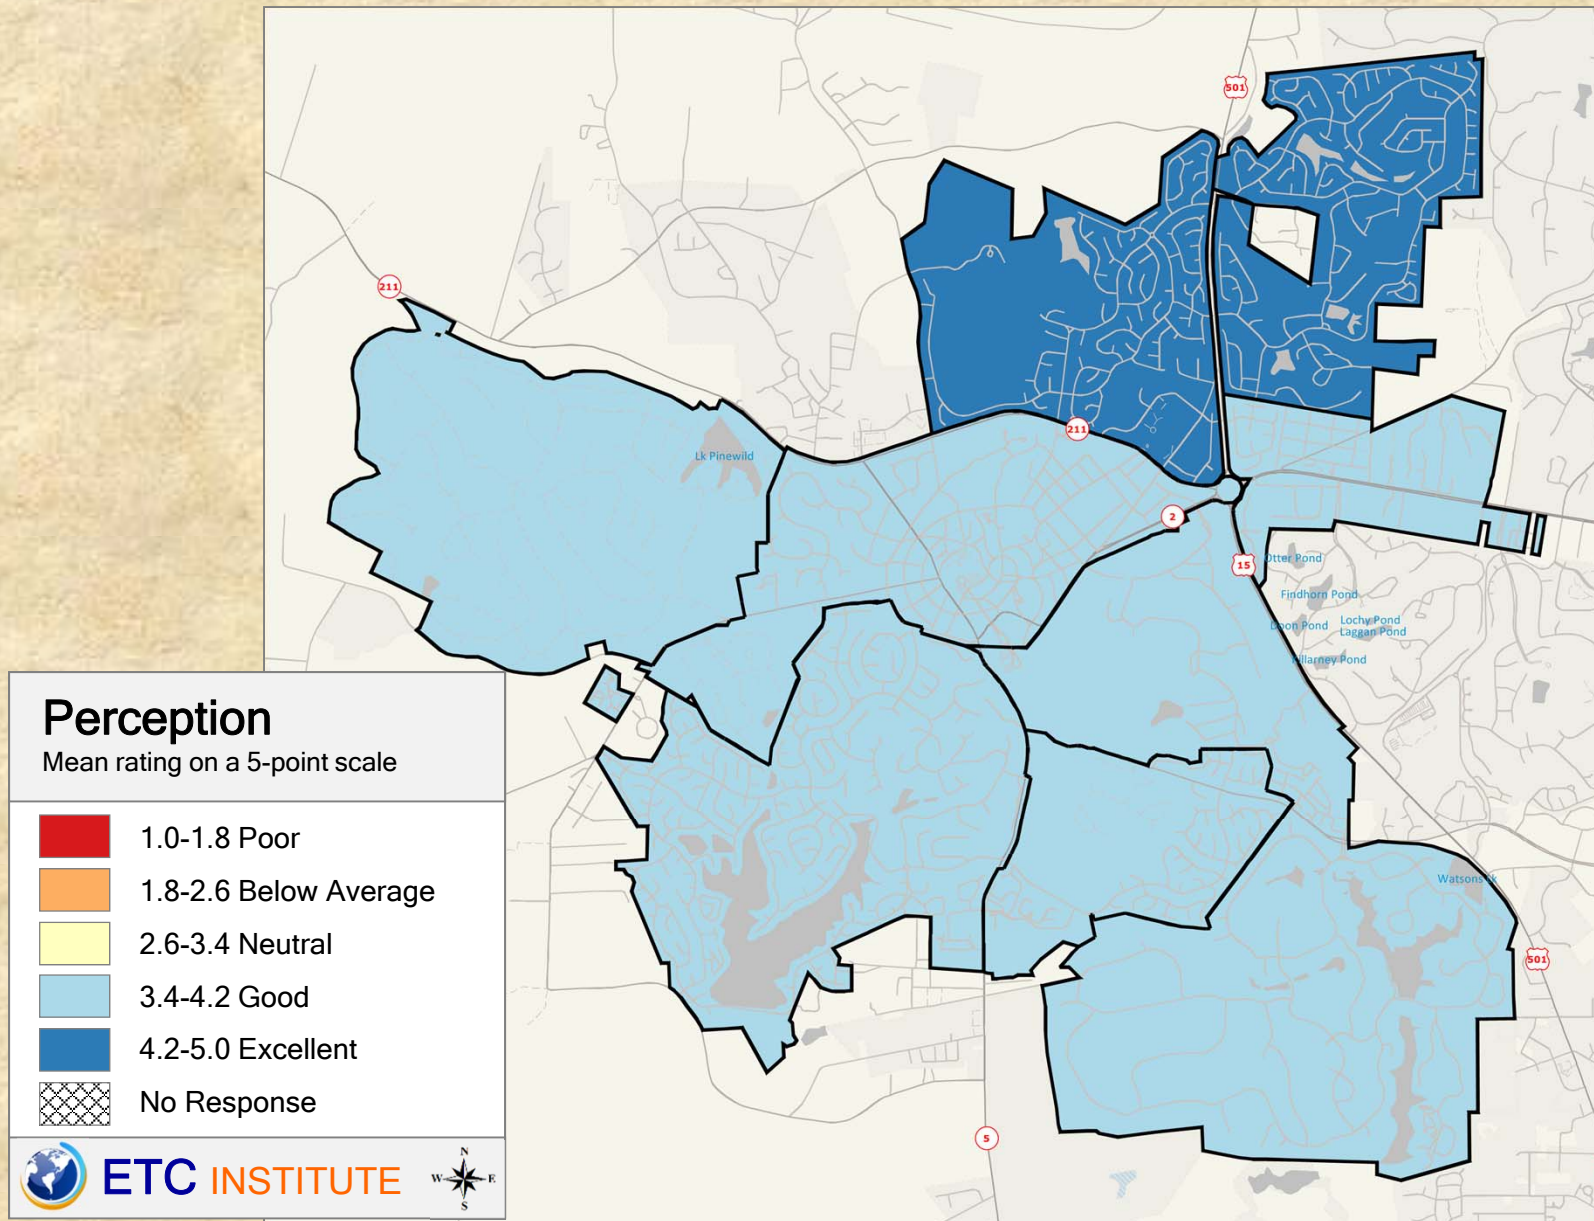 501
211
211
Lk Pinewild
2
15
Otter Pond
Findhorn Pond
Doon Pond
Lochy Pond
Laggan Pond
Killarney Pond
Watsons Lk
501
5
Perception
Mean rating on a 5-point scale
1.0-1.8 Poor
1.8-2.6 Below Average
2.6-3.4 Neutral
3.4-4.2 Good
4.2-5.0 Excellent
No Response
ETC INSTITUTE
N
W E
S